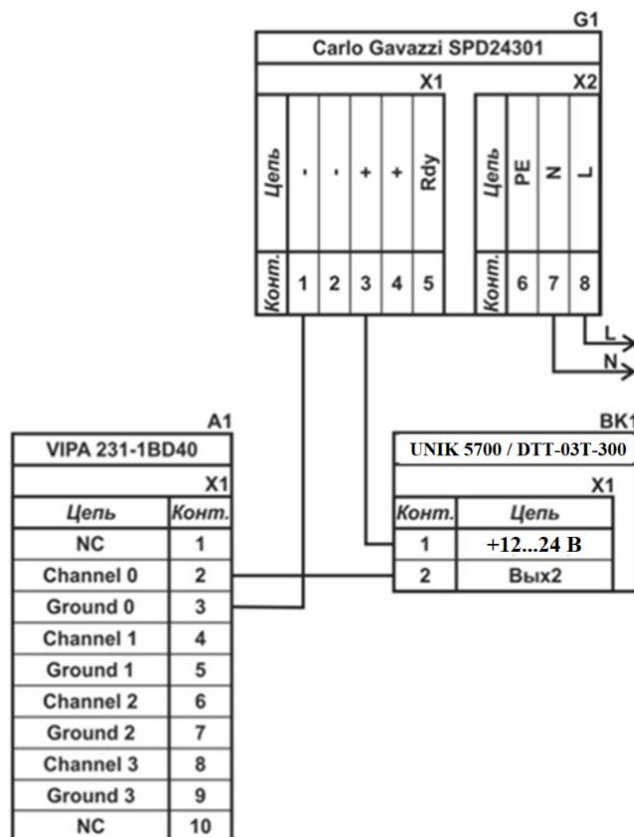 G1
Carlo Gavazzi SPD24301
X1 X2
Цепь - - + + Rdy Цепь PE N L
Конт. 1 2 3 4 5 Конт. 6 7 8
L
N
A1
VIPA 231-1BD40
X1
Цепь Конт.
NC 1
Channel 0 2
Ground 0 3
Channel 1 4
Ground 1 5
Channel 2 6
Ground 2 7
Channel 3 8
Ground 3 9
NC 10
BK1
UNIK 5700 / DTT-03T-300
X1
Конт. Цепь
1 +12...24 В
2 Вых2